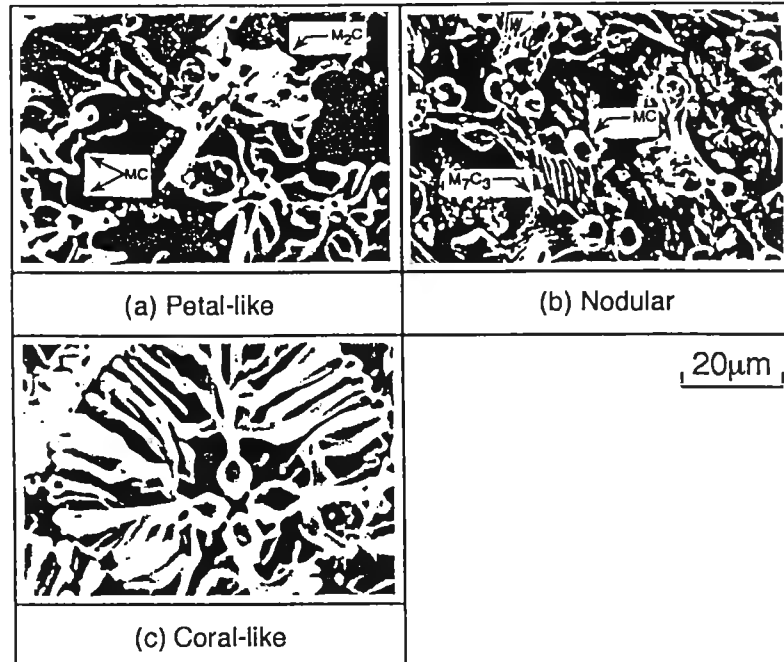 M₂C
MC
MC
M₇C₃
(a) Petal-like
(b) Nodular
20μm
(c) Coral-like